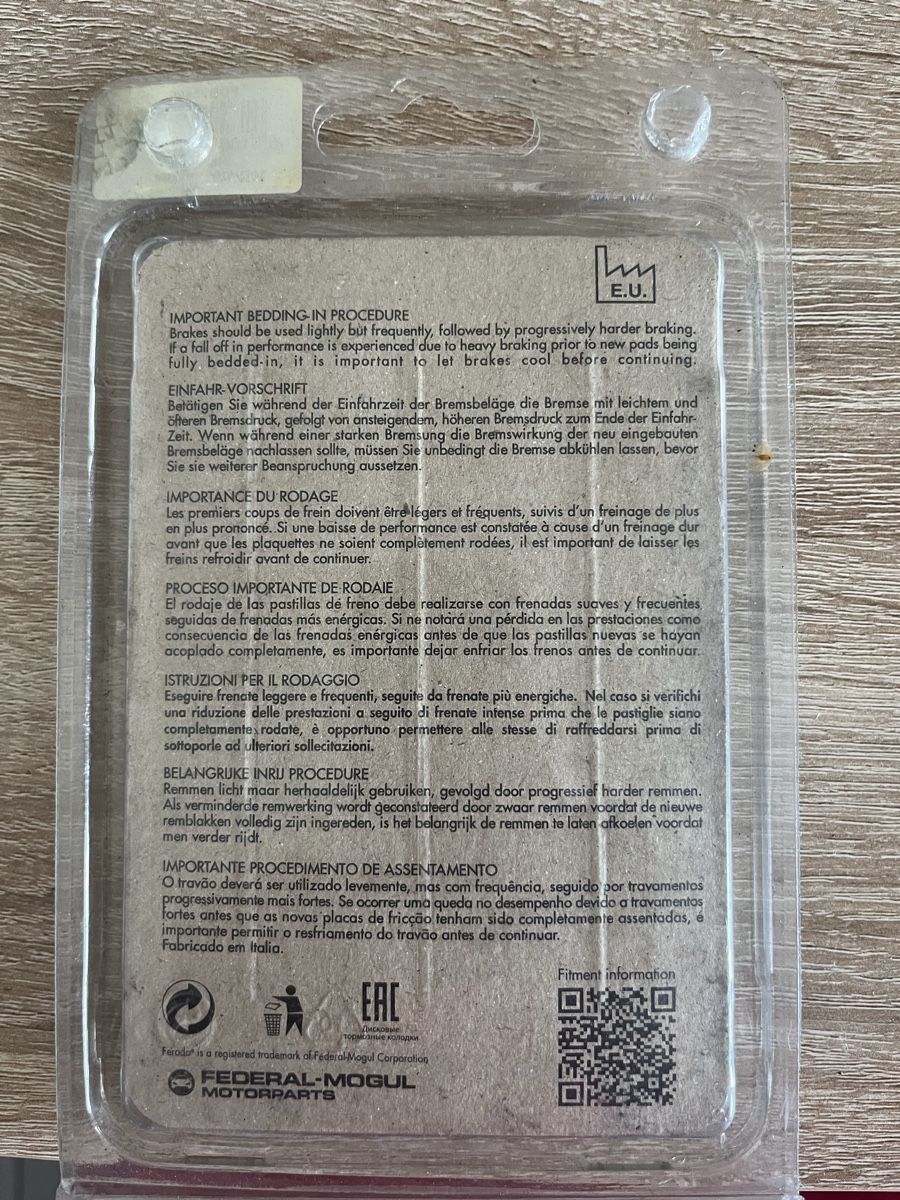 E.U.
IMPORTANT BEDDING-IN PROCEDURE
Brakes should be used lightly but frequently, followed by progressively harder braking.
If a fall off in performance is experienced due to heavy braking prior to new pads being
fully bedded-in, it is important to let brakes cool before continuing.
EINFAHR-VORSCHRIFT
Betätigen Sie während der Einfahrzeit der Bremsbeläge die Bremse mit leichtem und
öfteren Bremsdruck, gefolgt von ansteigendem, höheren Bremsdruck zum Ende der Einfahr-
Zeit. Wenn während einer starken Bremsung die Bremswirkung der neu eingebauten
Bremsbeläge nachlassen sollte, müssen Sie unbedingt die Bremse abkühlen lassen, bevor
Sie sie weiterer Beanspruchung aussetzen.
IMPORTANCE DU RODAGE
Les premiers coups de frein doivent être légers et fréquents, suivis d'un freinage de plus
en plus prononcé. Si une baisse de performance est constatée à cause d'un freinage dur
avant que les plaquettes ne soient complètement rodées, il est important de laisser les
freins refroidir avant de continuer.
PROCESO IMPORTANTE DE RODAIE
El rodaje de las pastillas de freno debe realizarse con frenadas suaves y frecuentes
seguidas de frenadas más enérgicas. Si ne notará una pérdida en las prestaciones como
consecuencia de las frenadas enérgicas antes de que las pastillas nuevas se hayan
acoplado completamente, es importante dejar enfriar los frenos antes de continuar.
ISTRUZIONI PER IL RODAGGIO
Eseguire frenate leggere e frequenti, seguite da frenate più energiche. Nel caso si verifichi
una riduzione delle prestazioni a seguito di frenate intense prima che le pastiglie siano
completamente rodate, è opportuno permettere alle stesse di raffreddarsi prima di
sottoporle ad ulteriori sollecitazioni.
BELANGRIJKE INRIJ PROCEDURE
Remmen licht maar herhaaldelijk gebruiken, gevolgd door progressief harder remmen.
Als verminderde remwerking wordt geconstateerd door zwaar remmen voordat de nieuwe
remblakken volledig zijn ingereden, is het belangrijk de remmen te laten afkoelen voordat
men verder rijdt.
IMPORTANTE PROCEDIMENTO DE ASSENTAMENTO
O travão deverá ser utilizado levemente, mas com frequência, seguido por travamentos
progressivamente mais fortes. Se ocorrer uma queda no desempenho devido a travamentos
fortes antes que as novas placas de fricção tenham sido completamente assentadas, é
importante permitir o resfriamento do travão antes de continuar.
Fabricado em Italia.
Fitment information
EAC
Дисковые
тормозные колодки
Ferodo® is a registered trademark of Federal-Mogul Corporation
FEDERAL-MOGUL
MOTORPARTS